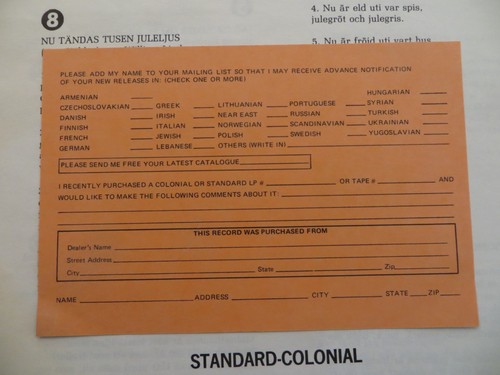 8
NU TÄNDAS TUSEN JULELJUS
4. Nu är eld uti var spis,
julegröt och julegris.
5. Nu är fröjd uti vart hus
PLEASE ADD MY NAME TO YOUR MAILING LIST SO THAT I MAY RECEIVE ADVANCE NOTIFICATION
OF YOUR NEW RELEASES IN: (CHECK ONE OR MORE)
ARMENIAN HUNGARIAN
CZECHOSLOVAKIAN GREEK LITHUANIAN PORTUGUESE SYRIAN
DANISH IRISH NEAR EAST RUSSIAN TURKISH
FINNISH ITALIAN NORWEGIAN SCANDINAVIAN UKRAINIAN
FRENCH JEWISH POLISH SWEDISH YUGOSLAVIAN
GERMAN LEBANESE OTHERS (WRITE IN)
PLEASE SEND ME FREE YOUR LATEST CATALOGUE
I RECENTLY PURCHASED A COLONIAL OR STANDARD LP # OR TAPE # AND
WOULD LIKE TO MAKE THE FOLLOWING COMMENTS ABOUT IT:
THIS RECORD WAS PURCHASED FROM
Dealer's Name
Street Address
City State Zip
NAME ADDRESS CITY STATE ZIP
STANDARD-COLONIAL